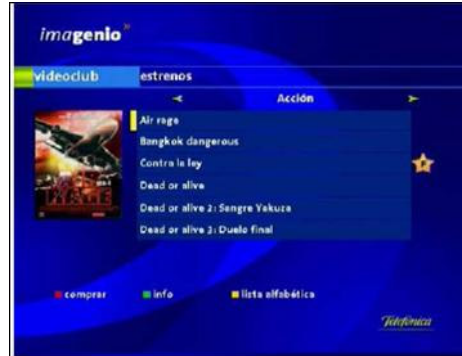 imagenio
videoclub estrenos
Acción
Air rage
Bangkok dangerous
Contra la ley
Dead or alive
Dead or alive 2: Sangre Yakuza
Dead or alive 3: Duelo final
comprar info lista alfabética
Telefónica